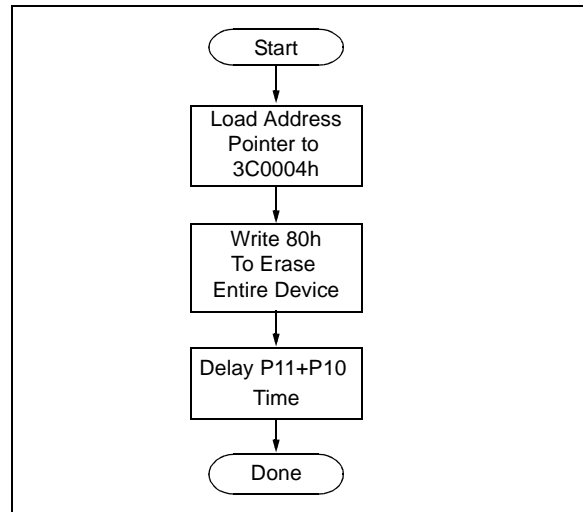 Start
Load Address
Pointer to
3C0004h
Write 80h
To Erase
Entire Device
Delay P11+P10
Time
Done